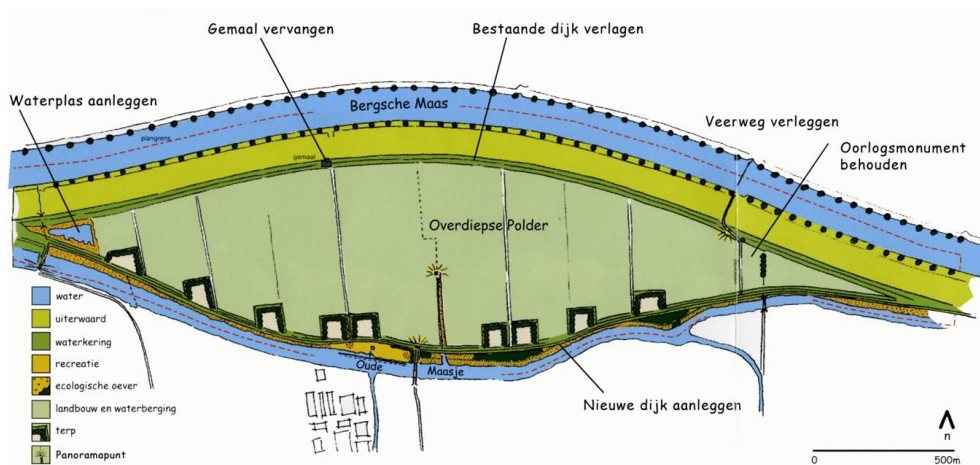 Gemaal vervangen
Bestaande dijk verlagen
Waterplas aanleggen
Bergsche Maas
Veerweg verleggen
plangrens
Oorlogsmonument
behouden
gemaal
Overdiepse Polder
water
uiterwaard
waterkering
recreatie
ecologische oever
landbouw en waterberging
terp
Panoramapunt
Oude
Maasje
Nieuwe dijk aanleggen
n
0
500m